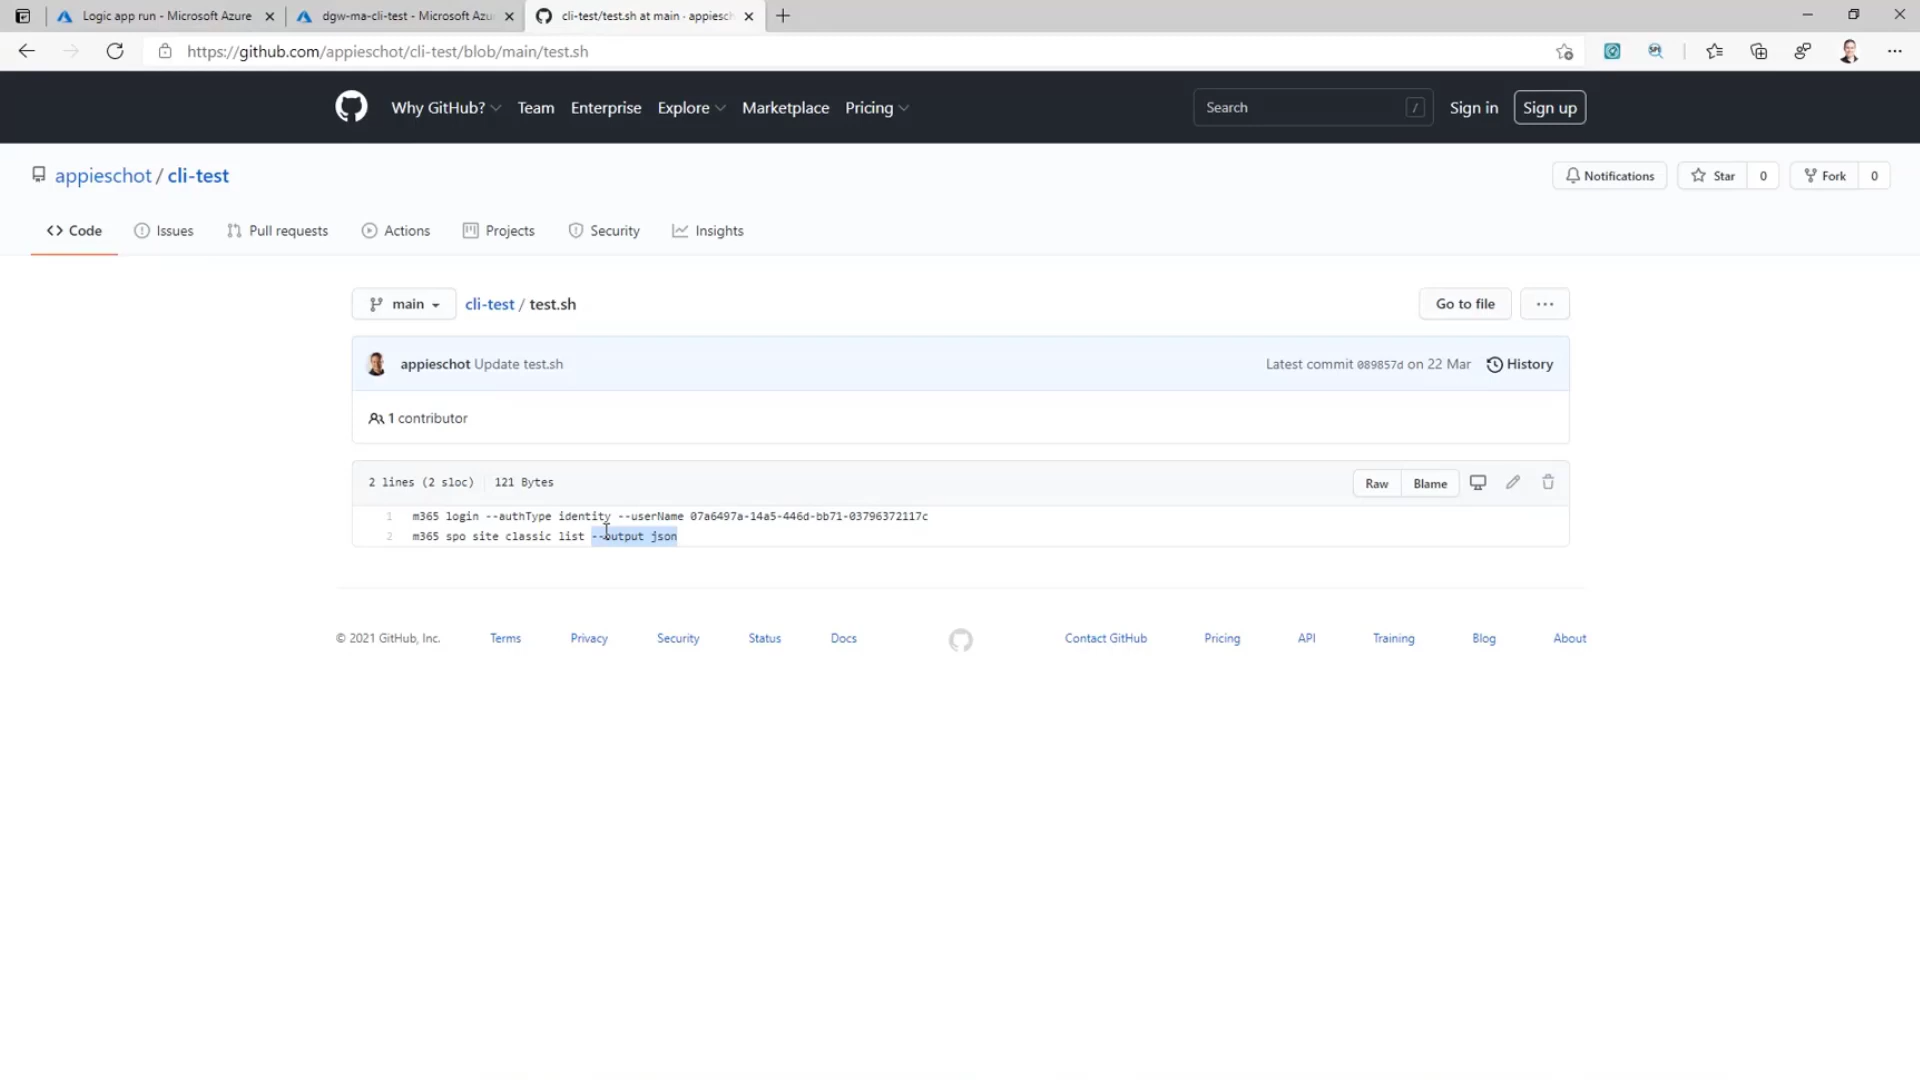 Logic app run - Microsoft Azure
dgw-ma-cli-test - Microsoft Azu
cli-test/test.sh at main · appiesch
https://github.com/appieschot/cli-test/blob/main/test.sh
Why GitHub? Team Enterprise Explore Marketplace Pricing
Search /
Sign in Sign up
appieschot / cli-test
Notifications Star 0 Fork 0
Code Issues Pull requests Actions Projects Security Insights
main cli-test / test.sh Go to file ...
appieschot Update test.sh Latest commit 089857d on 22 Mar History
1 contributor
2 lines (2 sloc) 121 Bytes Raw Blame
1 m365 login --authType identity --userName 07a6497a-14a5-446d-bb71-03796372117c
2 m365 spo site classic list --output json
© 2021 GitHub, Inc. Terms Privacy Security Status Docs Contact GitHub Pricing API Training Blog About